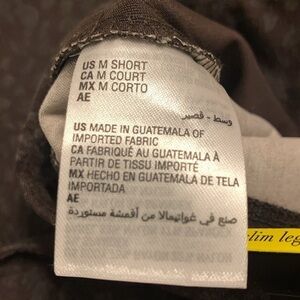 US M SHORT
CA M COURT
MX M CORTO
AE
وسط - قصير
US MADE IN GUATEMALA OF
IMPORTED FABRIC
CA FABRIQUÉ AU GUATEMALA À
PARTIR DE TISSU IMPORTÉ
MX HECHO EN GUATEMALA DE TELA
IMPORTADA
AE
صنع في غواتيمالا من أقمشة مستوردة
slim leg